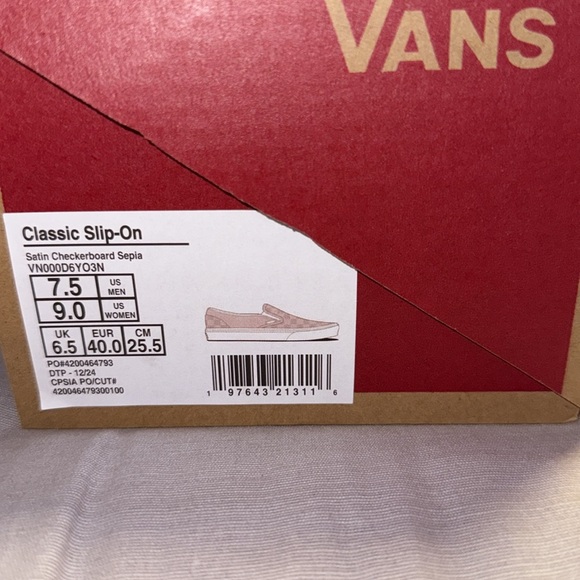 VANS
Classic Slip-On
Satin Checkerboard Sepia
VN000D6YO3N
7.5 US MEN
9.0 US WOMEN
UK 6.5 EUR 40.0 CM 25.5
PO#4200464793
DTP - 12/24
CPSIA PO/CUT#
420046479300100
1 97643 21311 6